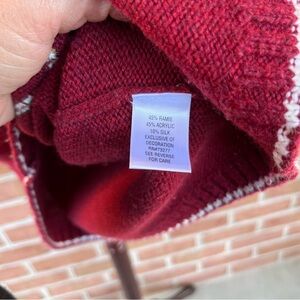 45% RAMIE
45% ACRYLIC
10% SILK
EXCLUSIVE OF
DECORATION
RN#73277
SEE REVERSE
FOR CARE